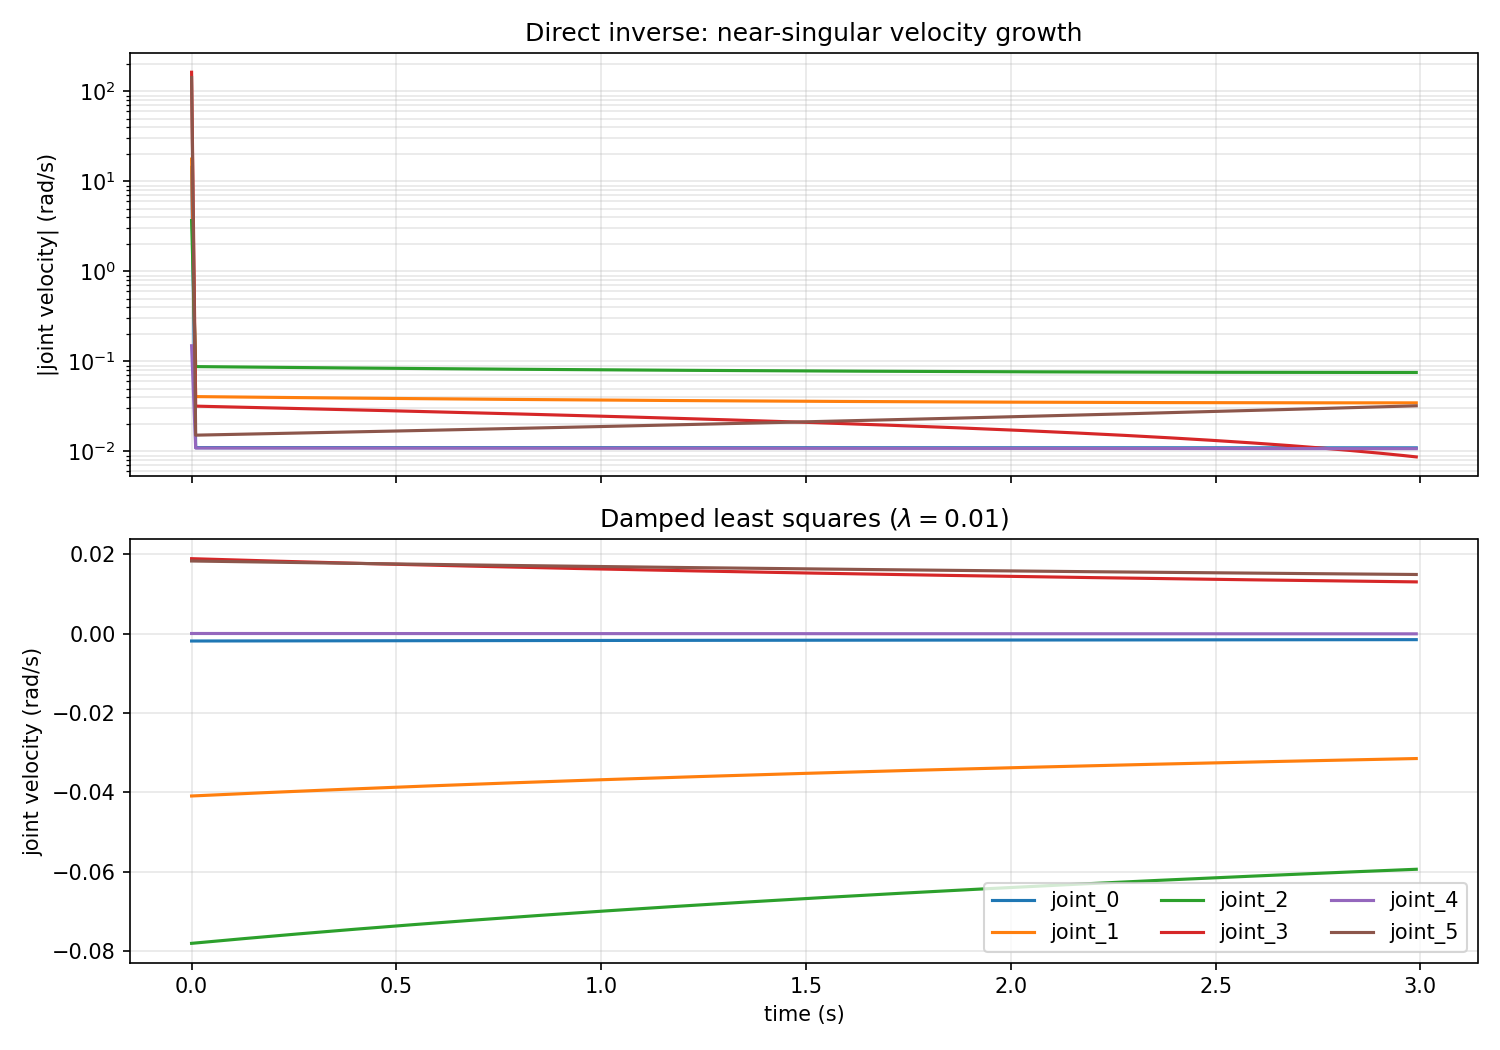 Direct inverse: near-singular velocity growth
|joint velocity| (rad/s)
10²
10¹
10⁰
10⁻¹
10⁻²
Damped least squares (λ = 0.01)
joint velocity (rad/s)
0.02
0.00
−0.02
−0.04
−0.06
−0.08
joint_0 joint_2 joint_4
joint_1 joint_3 joint_5
0.0 0.5 1.0 1.5 2.0 2.5 3.0
time (s)